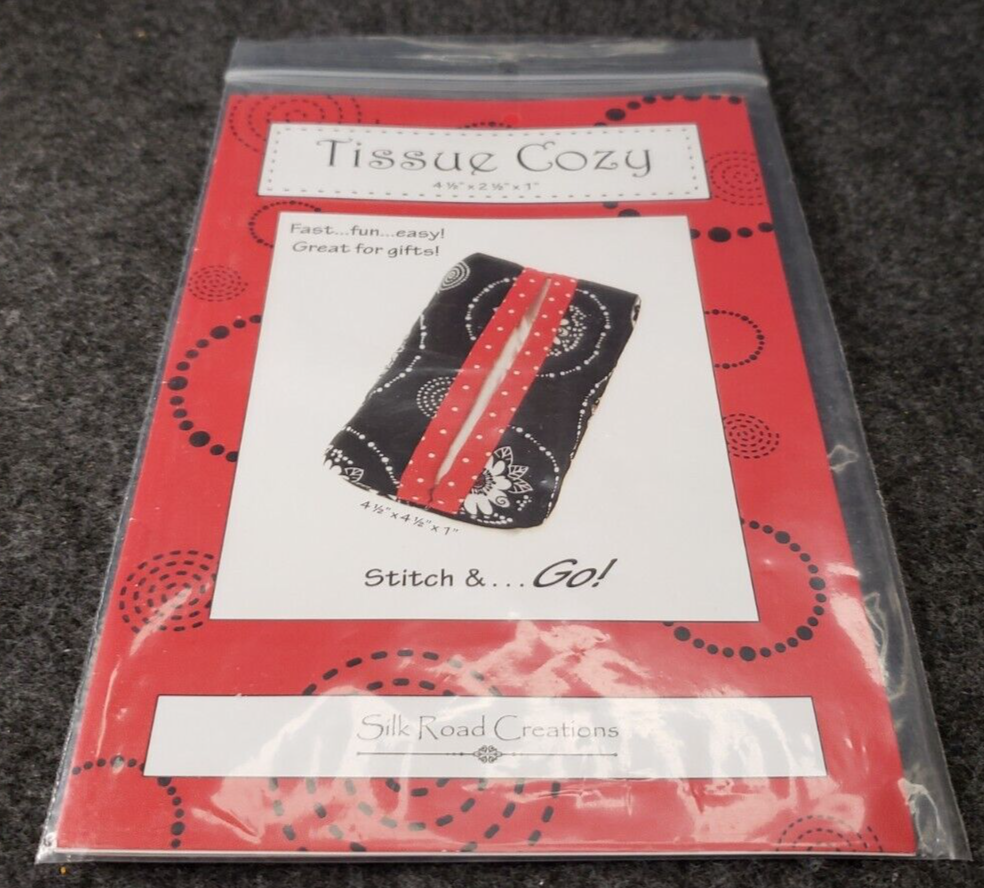 Tissue Cozy
4 ½" x 2 ½" x 1"
Fast...fun...easy!
Great for gifts!
4 ½" x 4 ½" x 1"
Stitch &... Go!
Silk Road Creations